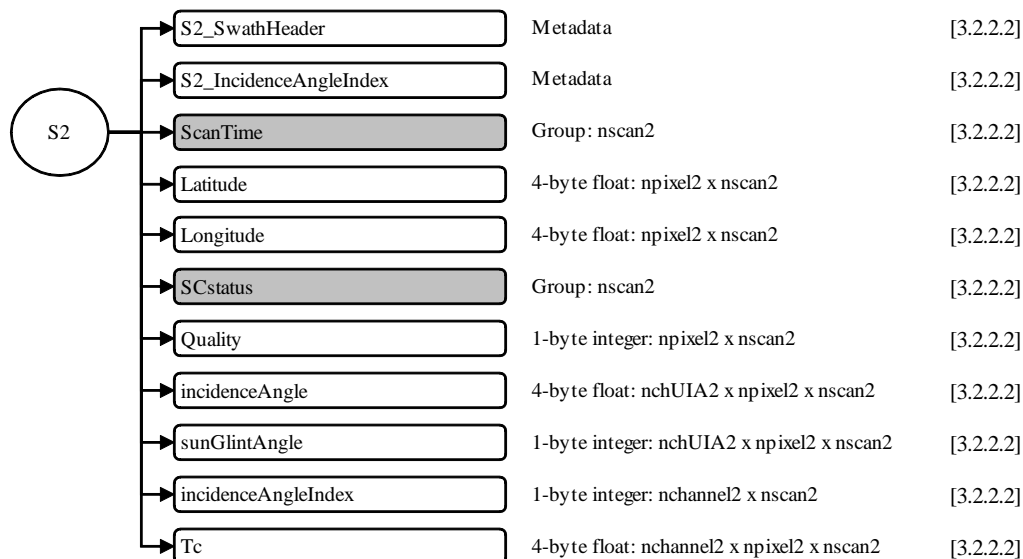 S2_SwathHeader Metadata [3.2.2.2]
S2_IncidenceAngleIndex Metadata [3.2.2.2]
S2
ScanTime Group: nscan2 [3.2.2.2]
Latitude 4-byte float: npixel2 x nscan2 [3.2.2.2]
Longitude 4-byte float: npixel2 x nscan2 [3.2.2.2]
SCstatus Group: nscan2 [3.2.2.2]
Quality 1-byte integer: npixel2 x nscan2 [3.2.2.2]
incidenceAngle 4-byte float: nchUIA2 x npixel2 x nscan2 [3.2.2.2]
sunGlintAngle 1-byte integer: nchUIA2 x npixel2 x nscan2 [3.2.2.2]
incidenceAngleIndex 1-byte integer: nchannel2 x nscan2 [3.2.2.2]
Tc 4-byte float: nchannel2 x npixel2 x nscan2 [3.2.2.2]